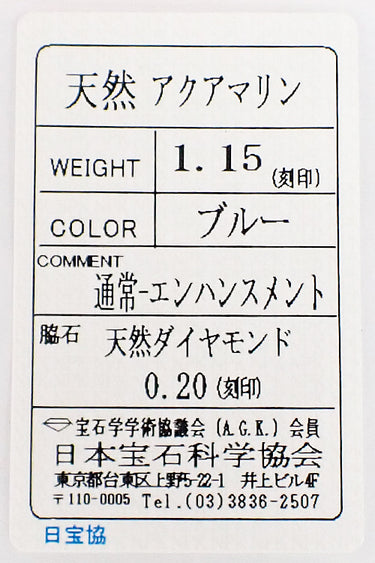 天然 アクアマリン
WEIGHT 1.15 (刻印)
COLOR ブルー
COMMENT
通常-エンハンスメント
脇石 天然ダイヤモンド
0.20 (刻印)
宝石学学術協議会 (A.G.K.) 会員
日本宝石科学協会
東京都台東区上野5-22-1 井上ビル4F
〒110-0005 Tel.(03)3836-2507
日宝協